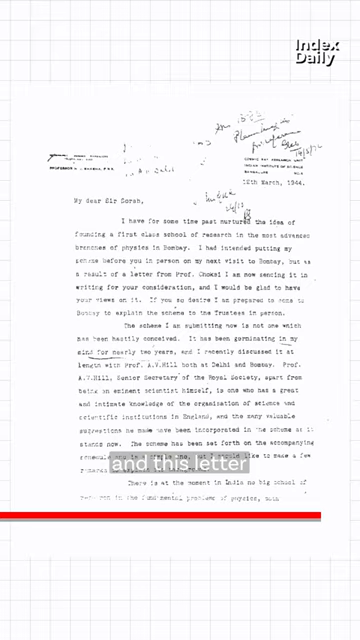 Index
Daily
COSMIC RAY RESEARCH UNIT
INDIAN INSTITUTE OF SCIENCE
BANGALORE
PROFESSOR H. J. BHABHA, F.R.S.
12th March, 1944.
My dear Sir Sorab,
I have for some time past nurtured the idea of
founding a first class school of research in the most advanced
branches of physics in Bombay. I had intended putting my
scheme before you in person on my next visit to Bombay, but as
a result of a letter from Prof. Choksi I am now sending it in
writing for your consideration, and I would be glad to have
your views on it. If you so desire I am prepared to come to
Bombay to explain the scheme to the Trustees in person.
The scheme I am submitting now is not one which
has been hastily conceived. It has been germinating in my
mind for nearly two years, and I recently discussed it at
length with Prof. A.V.Hill both at Delhi and Bombay. Prof.
A.V.Hill, Senior Secretary of the Royal Society, apart from
being an eminent scientist himself, is one who has a great
and intimate knowledge of the organisation of science and
scientific institutions in England, and the many valuable
suggestions he made have been incorporated in the scheme as it
stands now. The scheme has been set forth on the accompanying
should like to make a few
and this letter
There is at the moment in India no big school of
research in the fundamental problems of physics, both